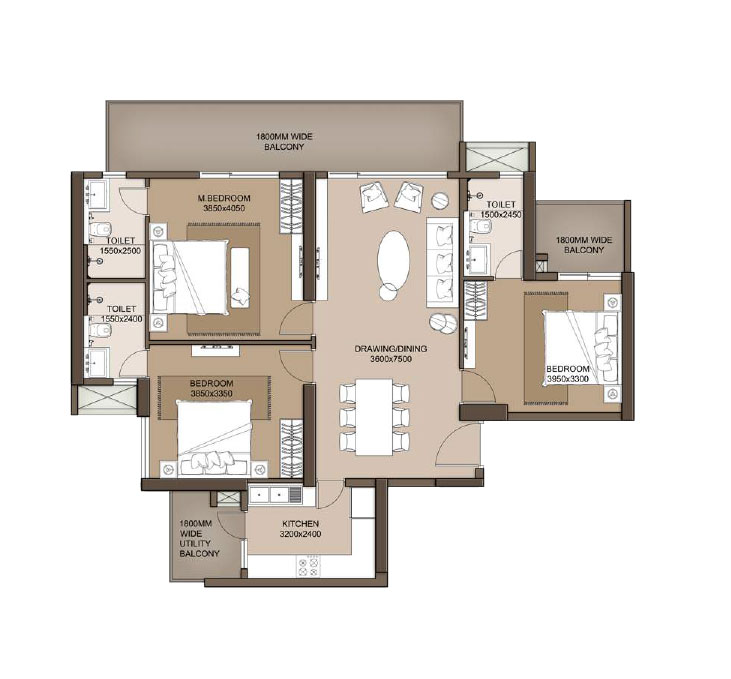 1800MM WIDE
BALCONY
M.BEDROOM
3850x4050
TOILET
1500x2450
TOILET
1550x2500
1800MM WIDE
BALCONY
TOILET
1550x2400
DRAWING/DINING
3600x7500
BEDROOM
3950x3300
BEDROOM
3850x3350
1800MM
WIDE
UTILITY
BALCONY
KITCHEN
3200x2400